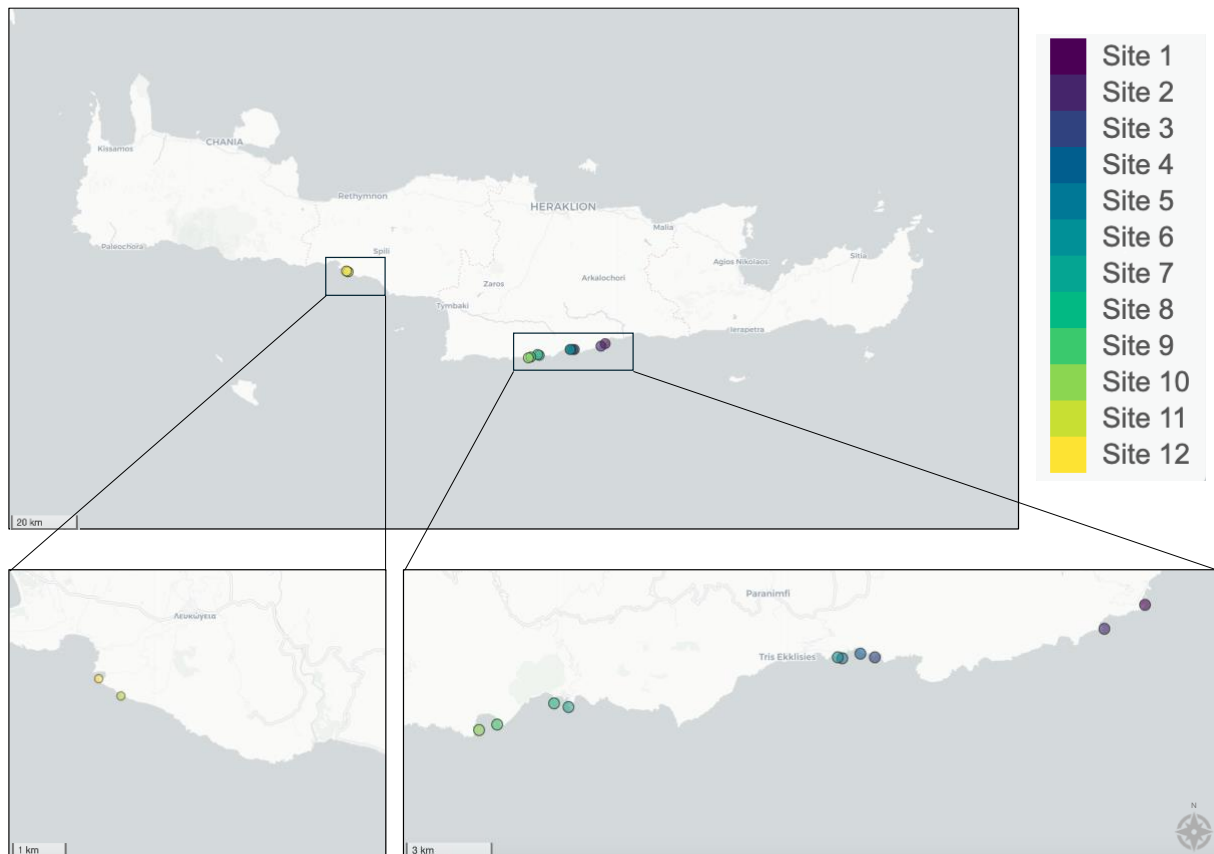 Kissamos
CHANIA
Rethymnon
HERAKLION
Malia
Paleochora
Spili
Agios Nikolaos
Sitia
Zaros
Arkalochori
Tymbaki
Ierapetra
20 km
Site 1
Site 2
Site 3
Site 4
Site 5
Site 6
Site 7
Site 8
Site 9
Site 10
Site 11
Site 12
Λευκώγεια
1 km
Paranimfi
Tris Ekklisies
3 km
N